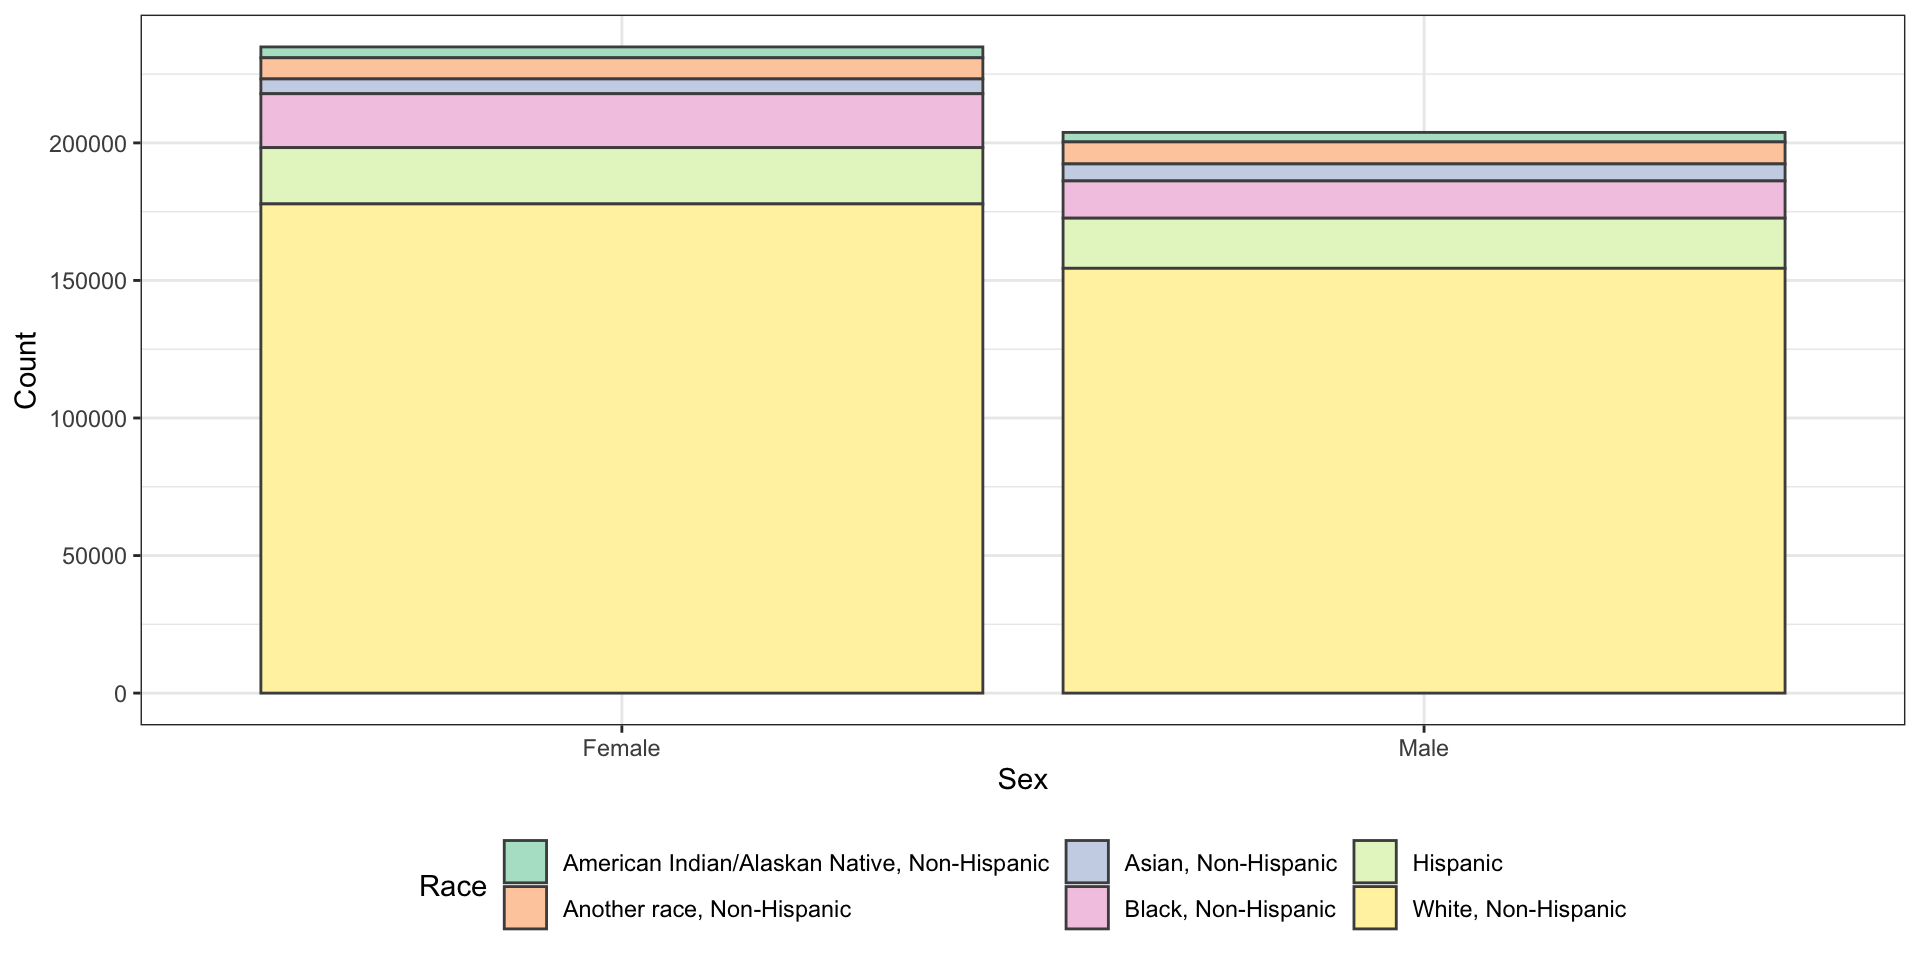 200000
150000
100000
50000
0
Count
Female Male
Sex
Race
American Indian/Alaskan Native, Non-Hispanic
Another race, Non-Hispanic
Asian, Non-Hispanic
Black, Non-Hispanic
Hispanic
White, Non-Hispanic